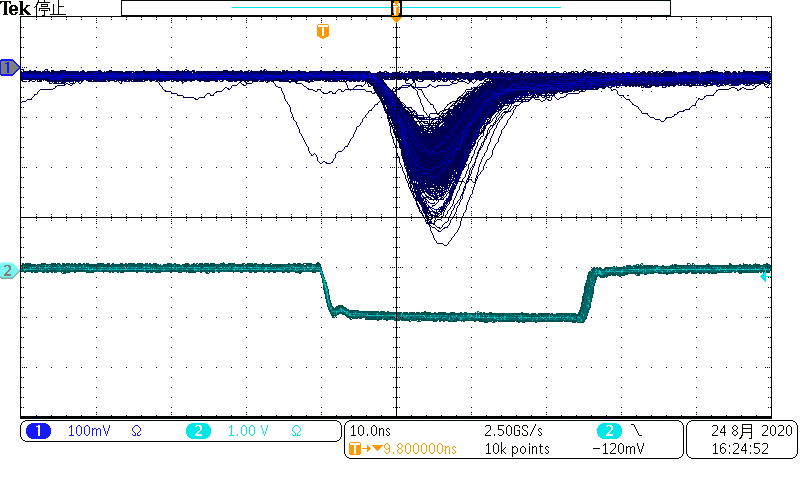 Tek 停止
T
1
2
1 100mV Ω 2 1.00 V Ω
10.0ns 2.50GS/s 2 \
T→▼9.800000ns 10k points −120mV
24 8月 2020
16:24:52